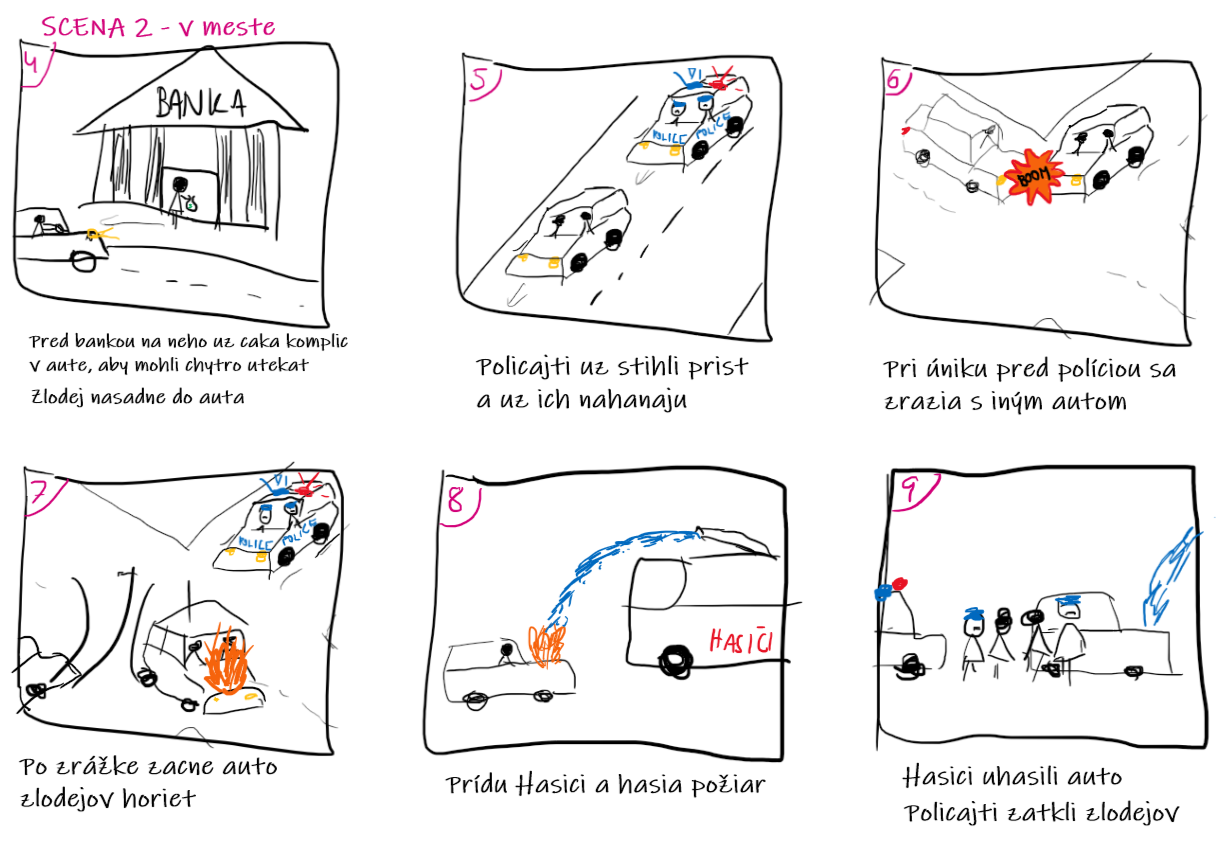 SCENA 2 - v meste
4
BANKA
Pred bankou na neho uz caka komplic
v aute, aby mohli chytro utekat
Zlodej nasadne do auta
5
POLICE POLICE
Policajti uz stihli prist
a uz ich nahanaju
6
BOOM
Pri úniku pred políciou sa
zrazia s iným autom
7
POLICE POLICE
Po zrážke zacne auto
zlodejov horiet
8
HASIČI
Prídu Hasici a hasia požiar
9
Hasici uhasili auto
Policajti zatkli zlodejov